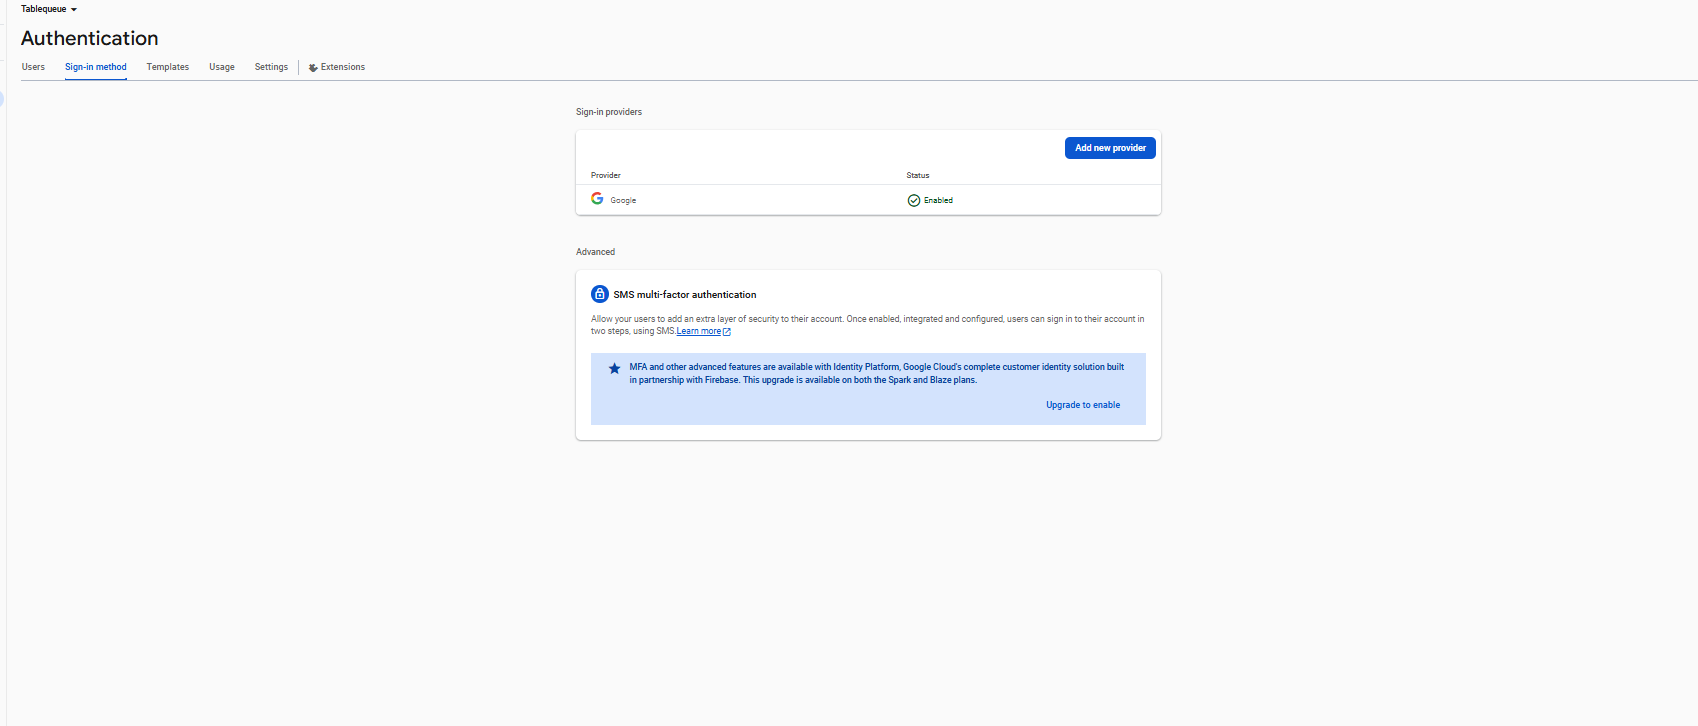 Tablequeue
Authentication
Users Sign-in method Templates Usage Settings Extensions
Sign-in providers
Add new provider
Provider Status
Google Enabled
Advanced
SMS multi-factor authentication
Allow your users to add an extra layer of security to their account. Once enabled, integrated and configured, users can sign in to their account in
two steps, using SMS.Learn more
MFA and other advanced features are available with Identity Platform, Google Cloud's complete customer identity solution built
in partnership with Firebase. This upgrade is available on both the Spark and Blaze plans.
Upgrade to enable